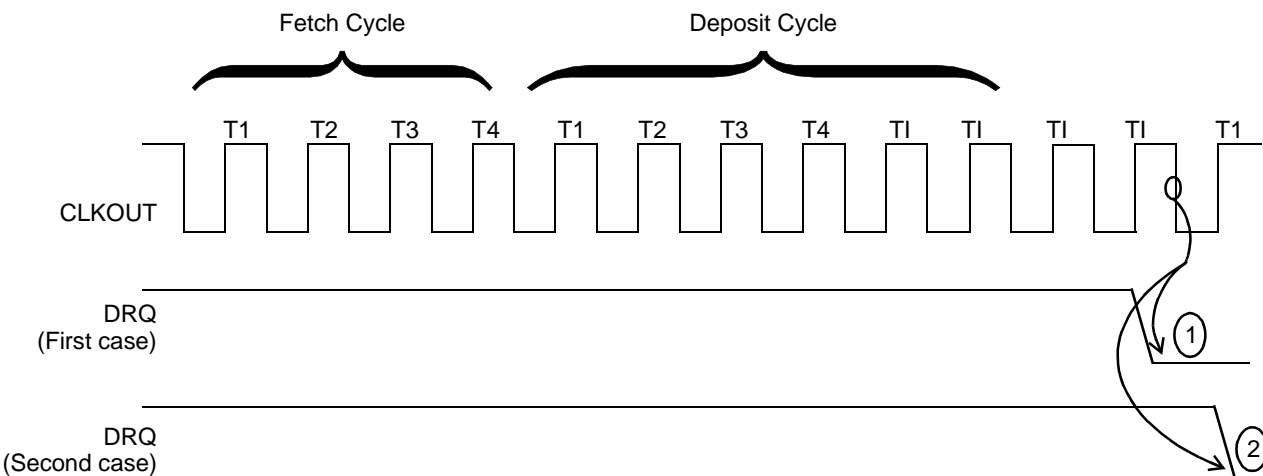 Fetch Cycle
Deposit Cycle
T1 T2 T3 T4 T1 T2 T3 T4 TI TI TI TI T1
CLKOUT
DRQ
(First case)
1
DRQ
(Second case)
2